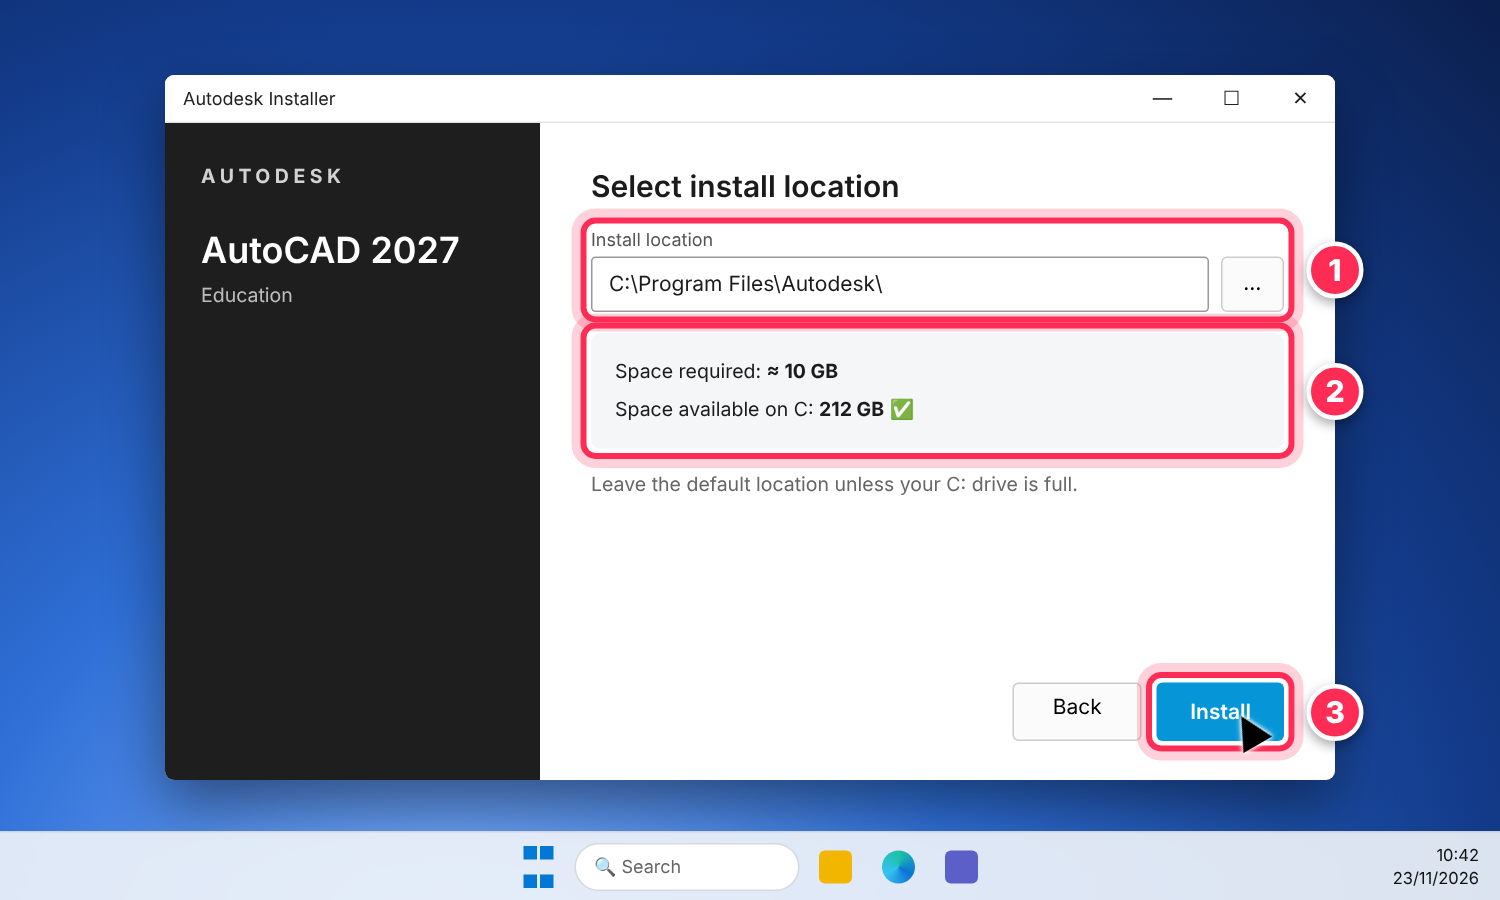 Autodesk Installer
AUTODESK
AutoCAD 2027
Education
Select install location
Install location
C:\Program Files\Autodesk\
...
1
Space required: ≈ 10 GB
Space available on C: 212 GB ✅
2
Leave the default location unless your C: drive is full.
Back
Install
3
Search
10:42
23/11/2026